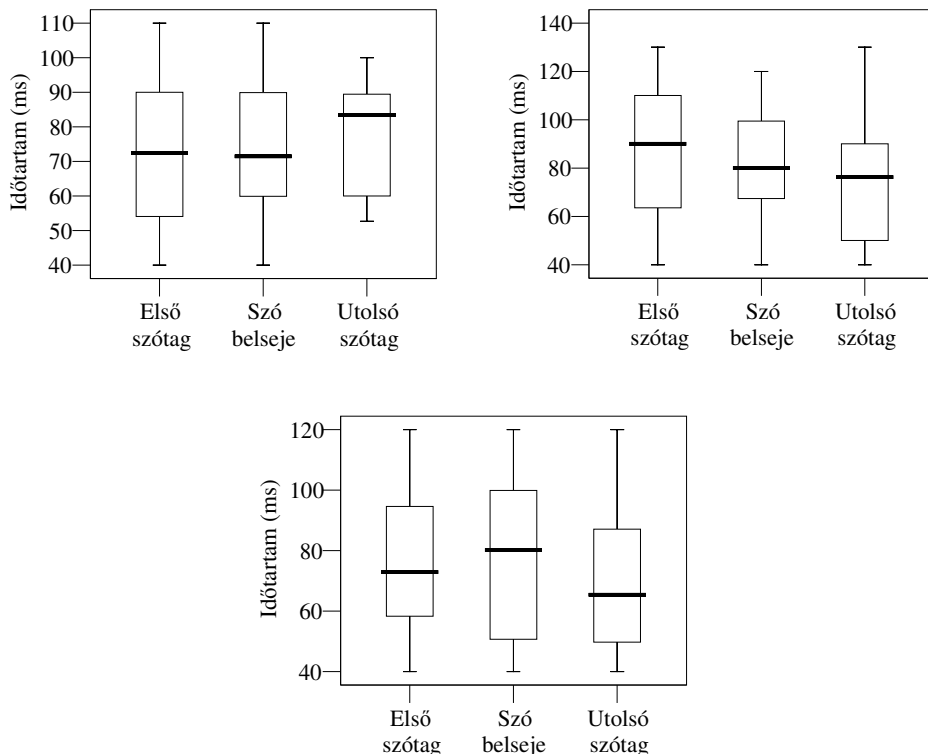 Időtartam (ms)
110
100
90
80
70
60
50
40
Első
szótag
Szó
belseje
Utolsó
szótag
Időtartam (ms)
140
120
100
80
60
40
Első
szótag
Szó
belseje
Utolsó
szótag
Időtartam (ms)
120
100
80
60
40
Első
szótag
Szó
belseje
Utolsó
szótag